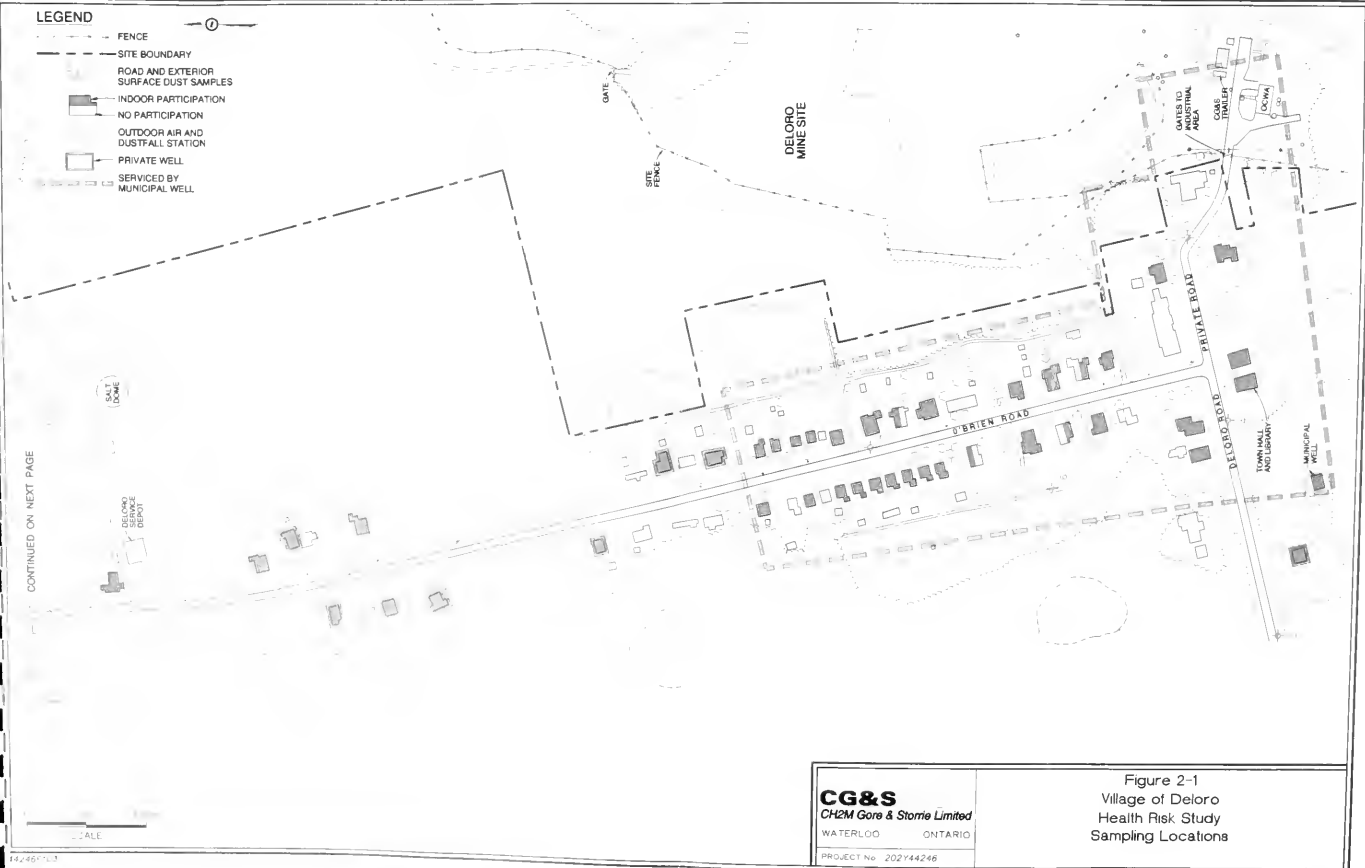 LEGEND
FENCE
SITE BOUNDARY
ROAD AND EXTERIOR
SURFACE DUST SAMPLES
INDOOR PARTICIPATION
NO PARTICIPATION
OUTDOOR AIR AND
DUSTFALL STATION
PRIVATE WELL
SERVICED BY
MUNICIPAL WELL
GATE
SITE
FENCE
DELORO
MINE SITE
GATES TO
INDUSTRIAL
AREA
CG&S
TRAILER
OCWA
PRIVATE ROAD
O'BRIEN ROAD
DELORO ROAD
TOWN HALL
AND LIBRARY
MUNICIPAL
WELL
SALT
DOME
DELORO
SERVICE
DEPOT
CONTINUED ON NEXT PAGE
SCALE
CG&S
CH2M Gore & Storrie Limited
WATERLOO ONTARIO
PROJECT No 202Y44246
Figure 2-1
Village of Deloro
Health Risk Study
Sampling Locations